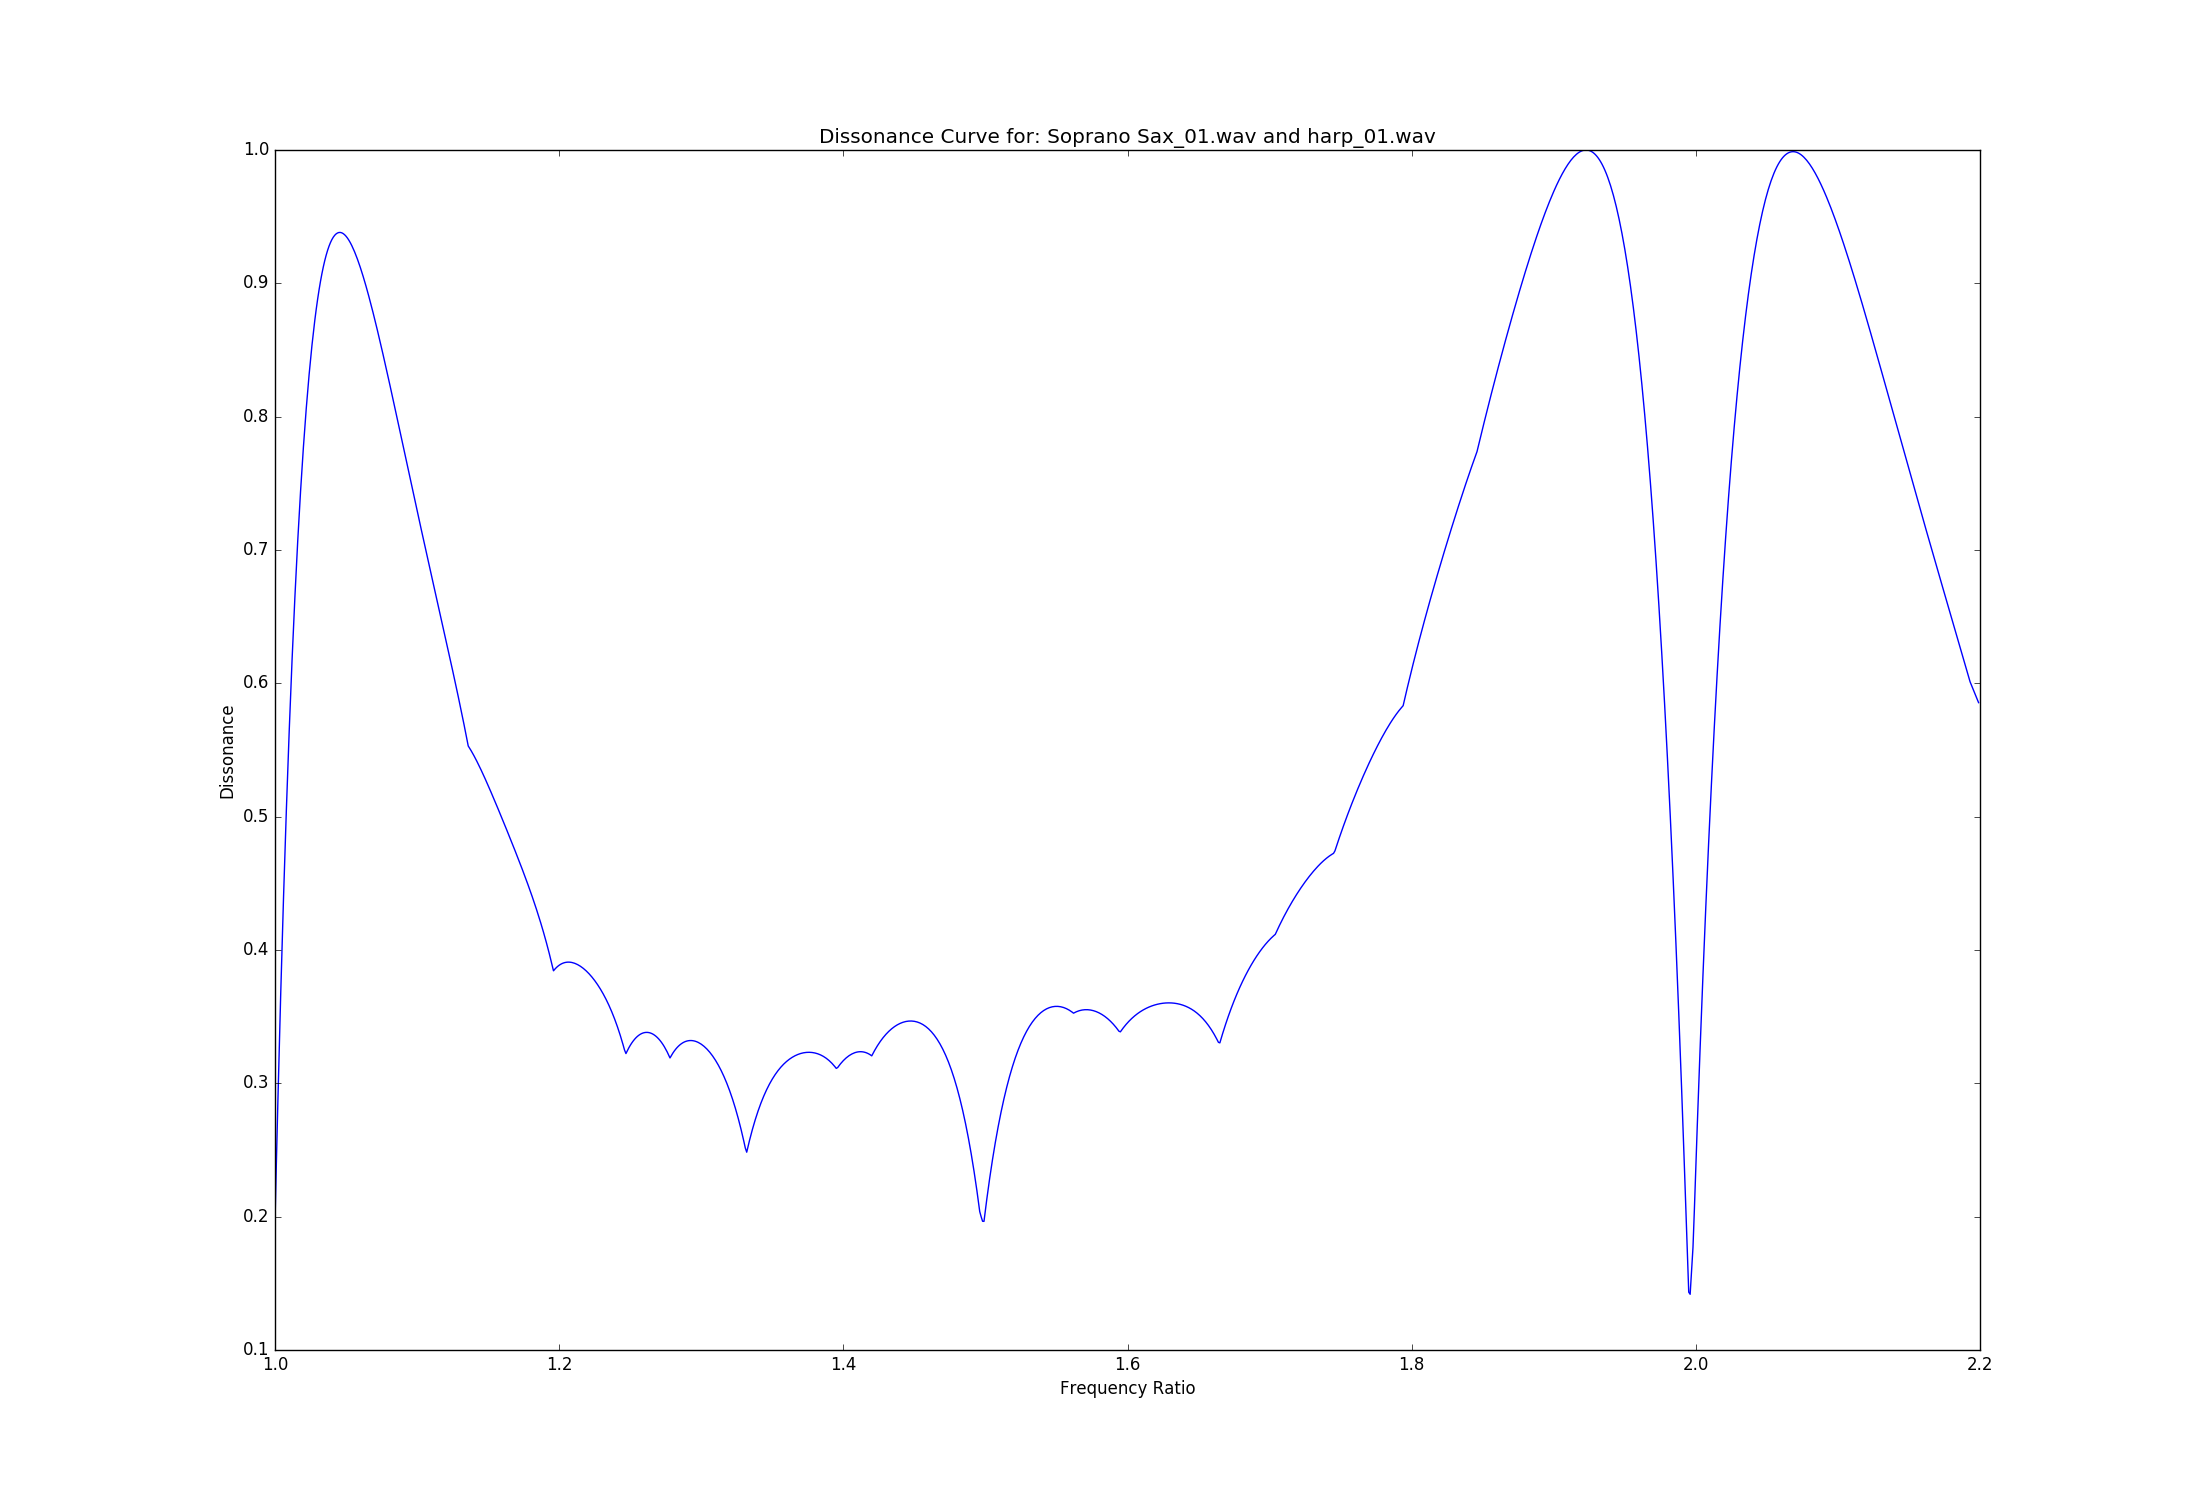 Dissonance Curve for: Soprano Sax_01.wav and harp_01.wav
1.0
0.9
0.8
0.7
0.6
0.5
0.4
0.3
0.2
0.1
Dissonance
1.0 1.2 1.4 1.6 1.8 2.0 2.2
Frequency Ratio